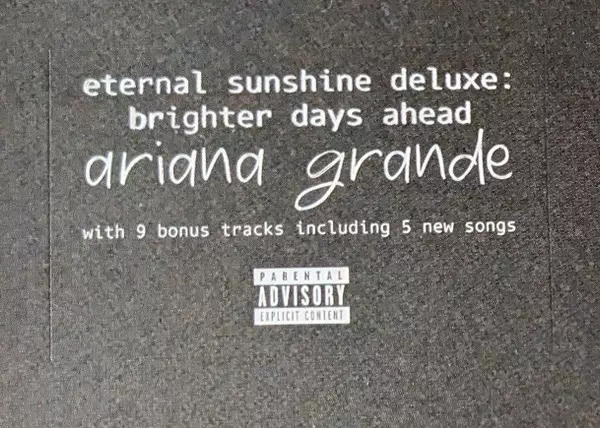 eternal sunshine deluxe:
brighter days ahead
ariana grande
with 9 bonus tracks including 5 new songs
PARENTAL
ADVISORY
EXPLICIT CONTENT